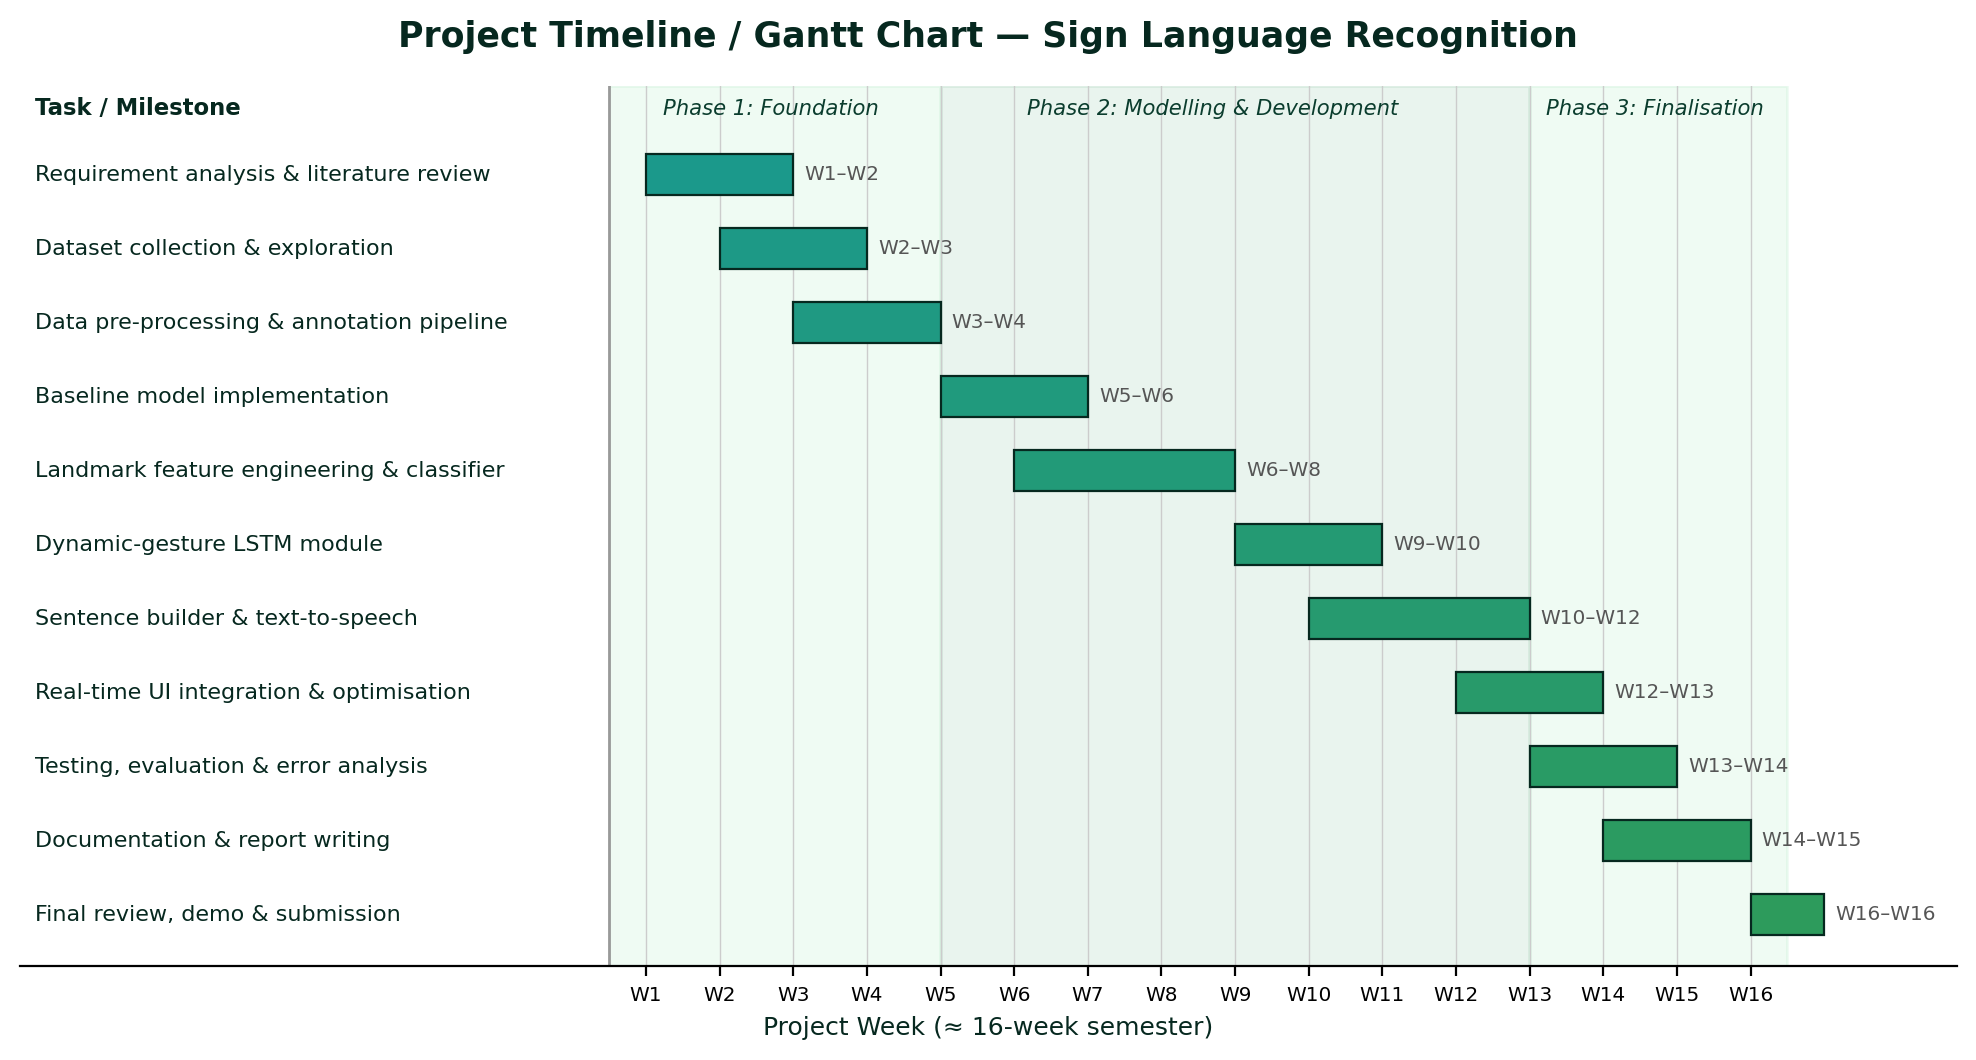 Project Timeline / Gantt Chart — Sign Language Recognition
Task / Milestone
Phase 1: Foundation
Phase 2: Modelling & Development
Phase 3: Finalisation
Requirement analysis & literature review
W1–W2
Dataset collection & exploration
W2–W3
Data pre-processing & annotation pipeline
W3–W4
Baseline model implementation
W5–W6
Landmark feature engineering & classifier
W6–W8
Dynamic-gesture LSTM module
W9–W10
Sentence builder & text-to-speech
W10–W12
Real-time UI integration & optimisation
W12–W13
Testing, evaluation & error analysis
W13–W14
Documentation & report writing
W14–W15
Final review, demo & submission
W16–W16
W1 W2 W3 W4 W5 W6 W7 W8 W9 W10 W11 W12 W13 W14 W15 W16
Project Week (≈ 16-week semester)